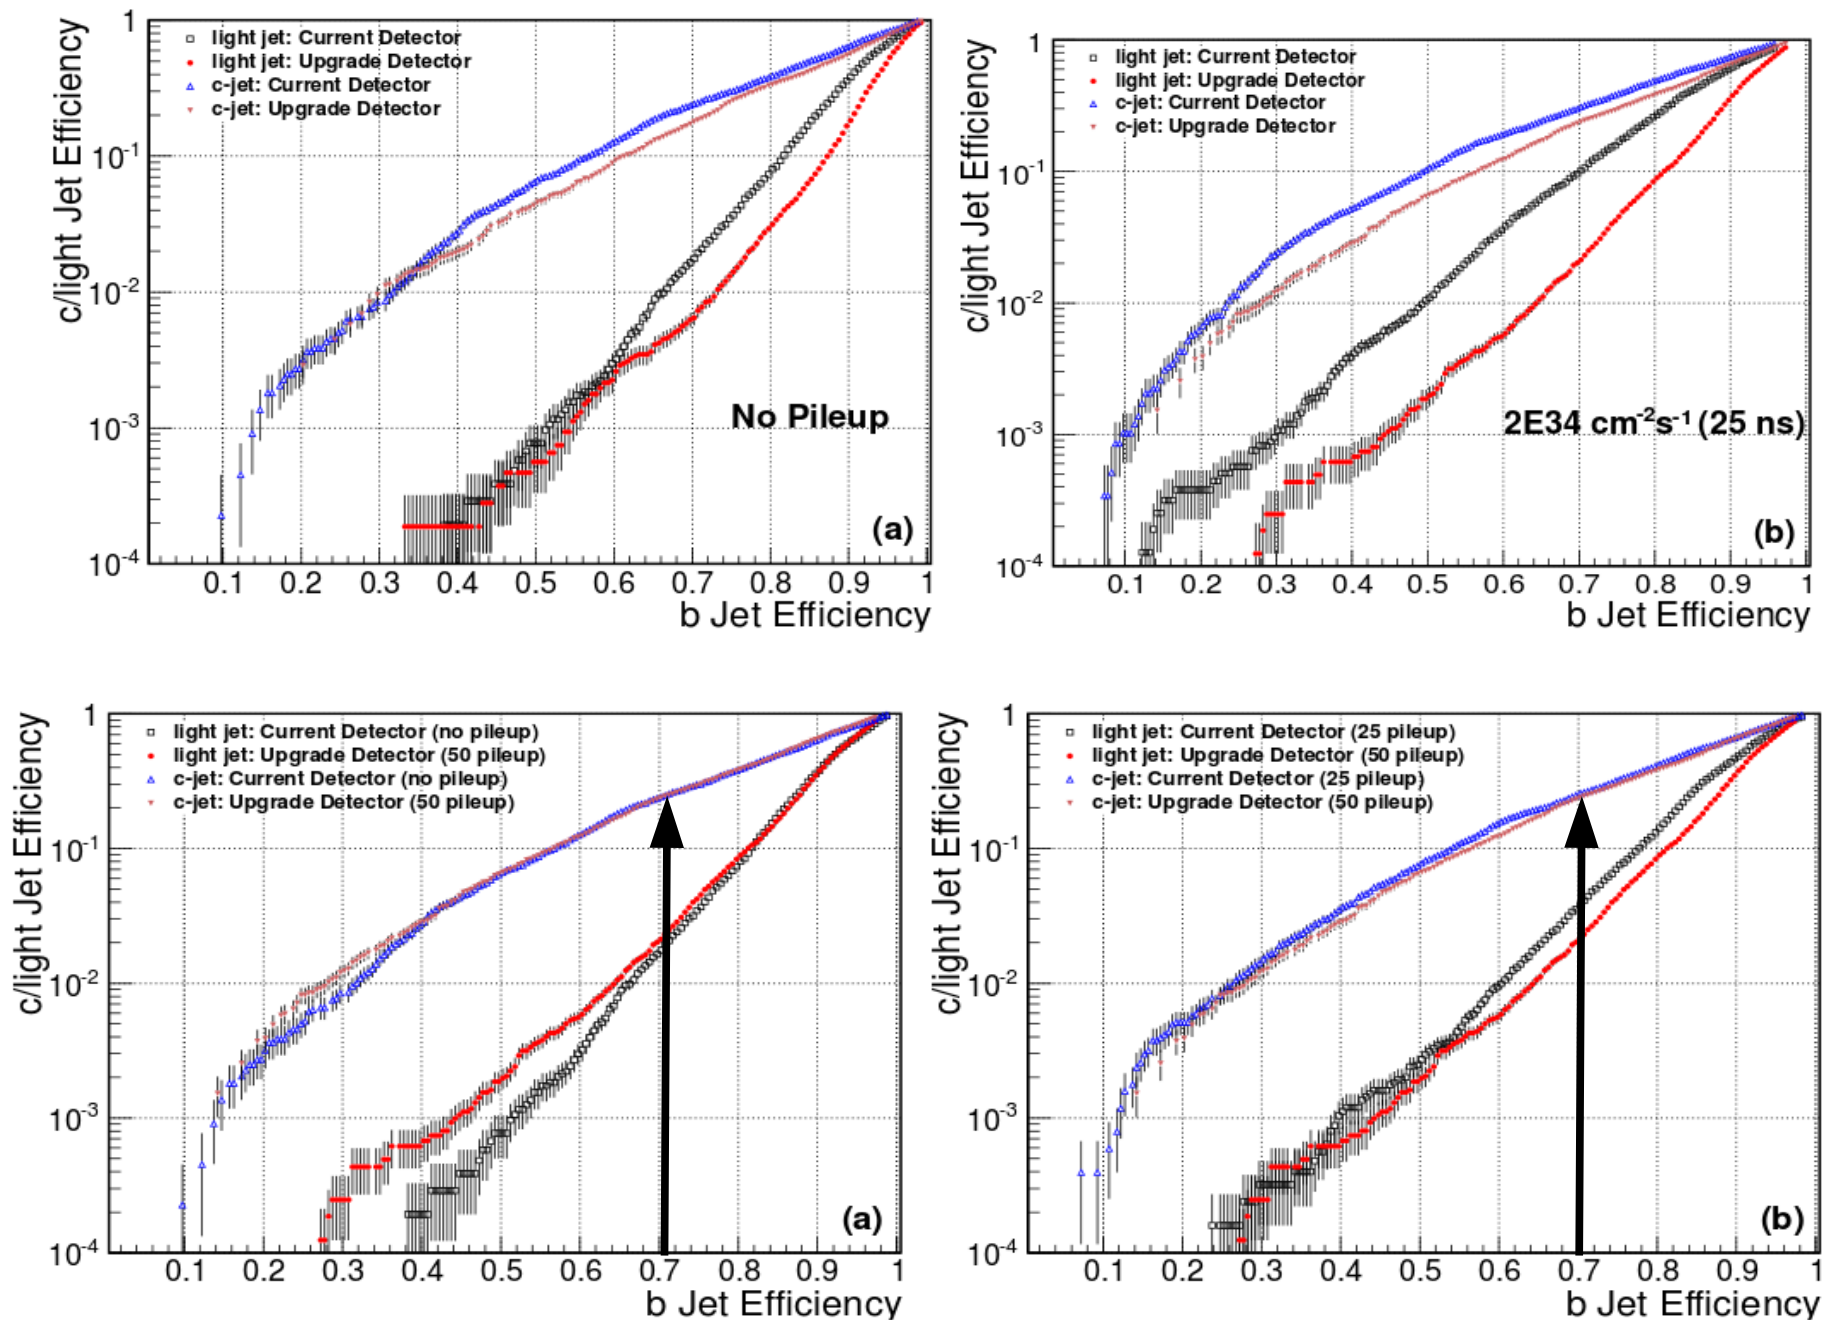 c/light Jet Efficiency
1
10-1
10-2
10-3
10-4
light jet: Current Detector
light jet: Upgrade Detector
c-jet: Current Detector
c-jet: Upgrade Detector
No Pileup
(a)
0.1 0.2 0.3 0.4 0.5 0.6 0.7 0.8 0.9 1
b Jet Efficiency
c/light Jet Efficiency
1
10-1
10-2
10-3
10-4
light jet: Current Detector
light jet: Upgrade Detector
c-jet: Current Detector
c-jet: Upgrade Detector
2E34 cm-2s-1 (25 ns)
(b)
0.1 0.2 0.3 0.4 0.5 0.6 0.7 0.8 0.9 1
b Jet Efficiency
c/light Jet Efficiency
1
10-1
10-2
10-3
10-4
light jet: Current Detector (no pileup)
light jet: Upgrade Detector (50 pileup)
c-jet: Current Detector (no pileup)
c-jet: Upgrade Detector (50 pileup)
(a)
0.1 0.2 0.3 0.4 0.5 0.6 0.7 0.8 0.9 1
b Jet Efficiency
c/light Jet Efficiency
1
10-1
10-2
10-3
10-4
light jet: Current Detector (25 pileup)
light jet: Upgrade Detector (50 pileup)
c-jet: Current Detector (25 pileup)
c-jet: Upgrade Detector (50 pileup)
(b)
0.1 0.2 0.3 0.4 0.5 0.6 0.7 0.8 0.9 1
b Jet Efficiency